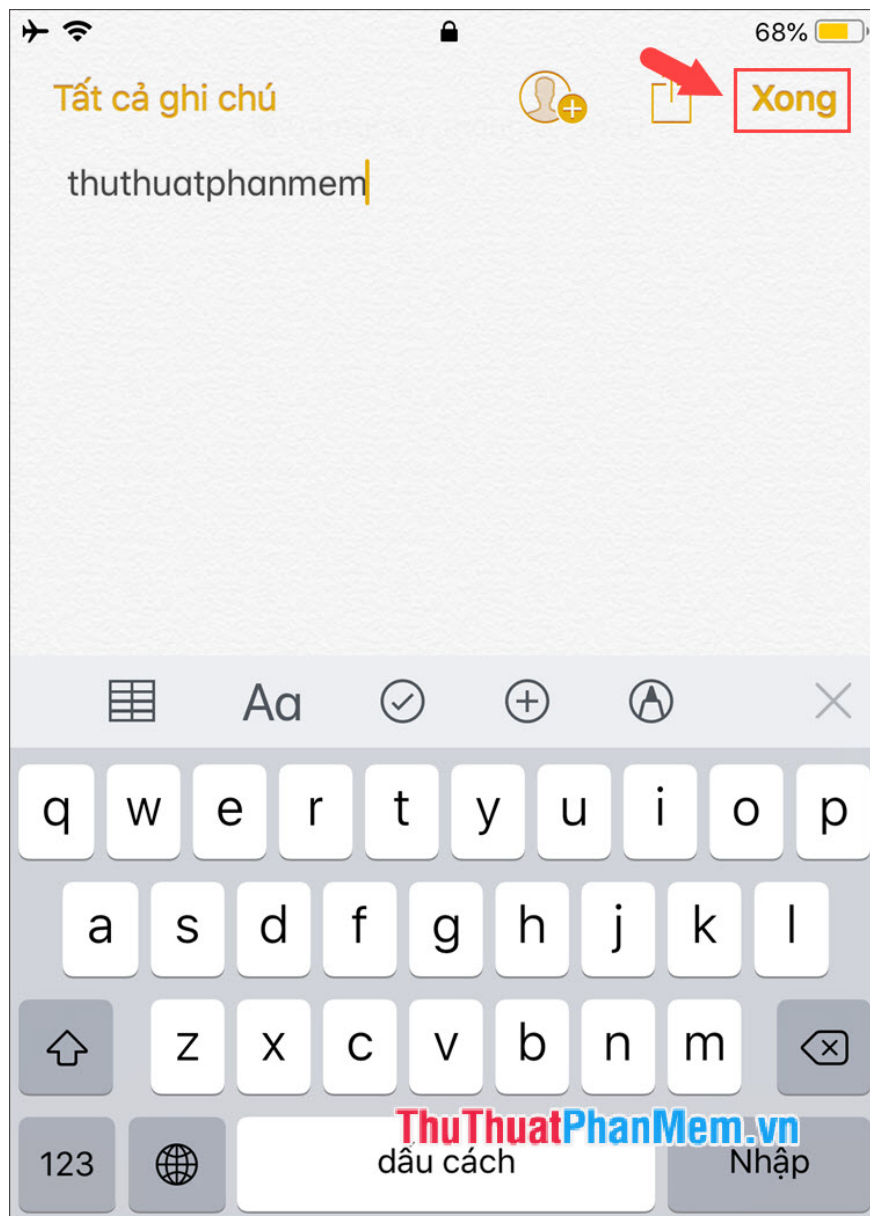 68%
Tất cả ghi chú
Xong
thuthuatphanmem
Aa
q w e r t y u i o p
a s d f g h j k l
z x c v b n m
ThuThuatPhanMem.vn
123 dấu cách Nhập